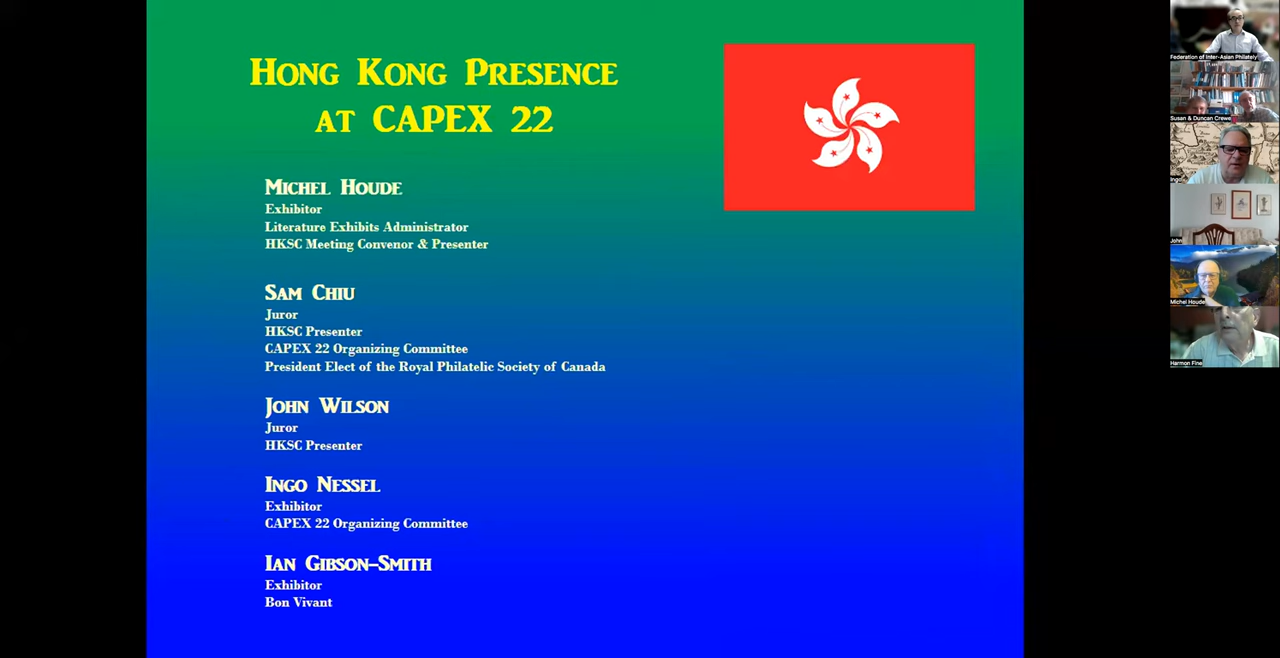 Hong Kong Presence
at CAPEX 22
Michel Houde
Exhibitor
Literature Exhibits Administrator
HKSC Meeting Convenor & Presenter
Sam Chiu
Juror
HKSC Presenter
CAPEX 22 Organizing Committee
President Elect of the Royal Philatelic Society of Canada
John Wilson
Juror
HKSC Presenter
Ingo Nessel
Exhibitor
CAPEX 22 Organizing Committee
Ian Gibson-Smith
Exhibitor
Bon Vivant
Federation of Inter-Asian Philately
Susan & Duncan Crewe
Ingo
John
Michel Houde
Harmon Fine